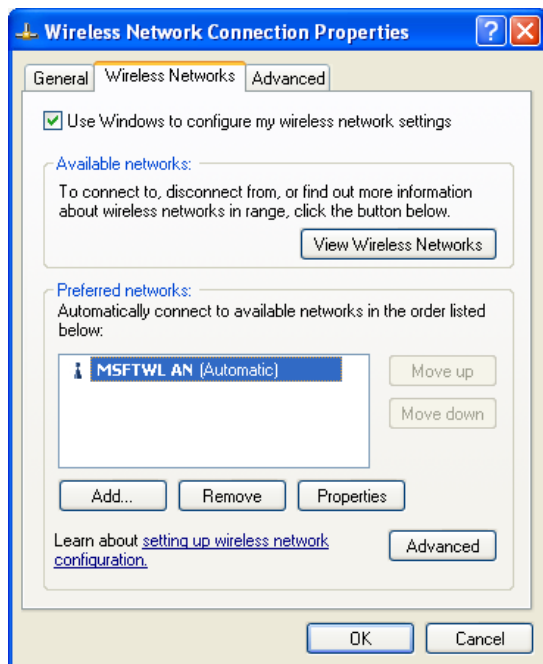 Wireless Network Connection Properties
General Wireless Networks Advanced
Use Windows to configure my wireless network settings
Available networks:
To connect to, disconnect from, or find out more information
about wireless networks in range, click the button below.
View Wireless Networks
Preferred networks:
Automatically connect to available networks in the order listed
below:
MSFTWL AN (Automatic)
Move up
Move down
Add... Remove Properties
Learn about setting up wireless network
configuration.
Advanced
OK Cancel